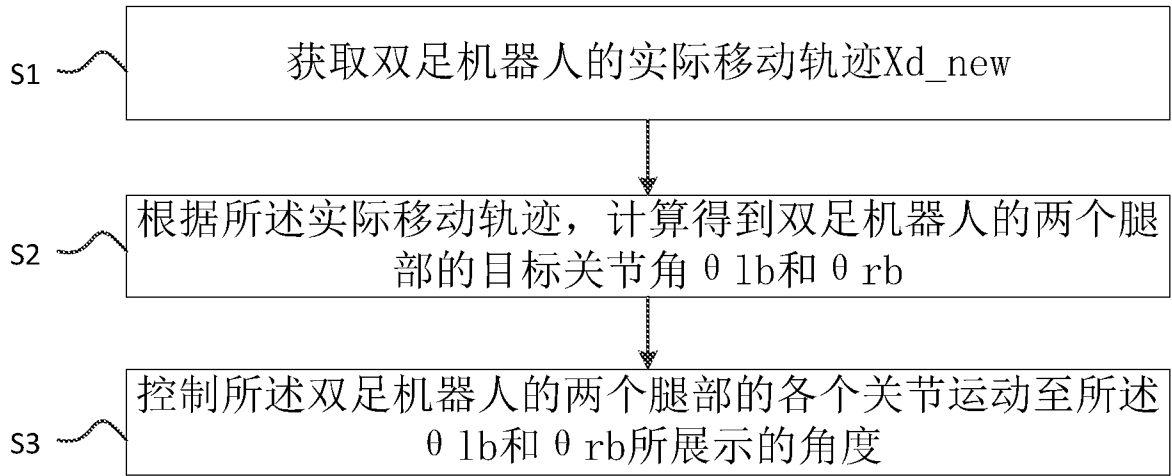 S1
获取双足机器人的实际移动轨迹Xd_new
S2
根据所述实际移动轨迹，计算得到双足机器人的两个腿
部的目标关节角θlb和θrb
S3
控制所述双足机器人的两个腿部的各个关节运动至所述
θlb和θrb所展示的角度